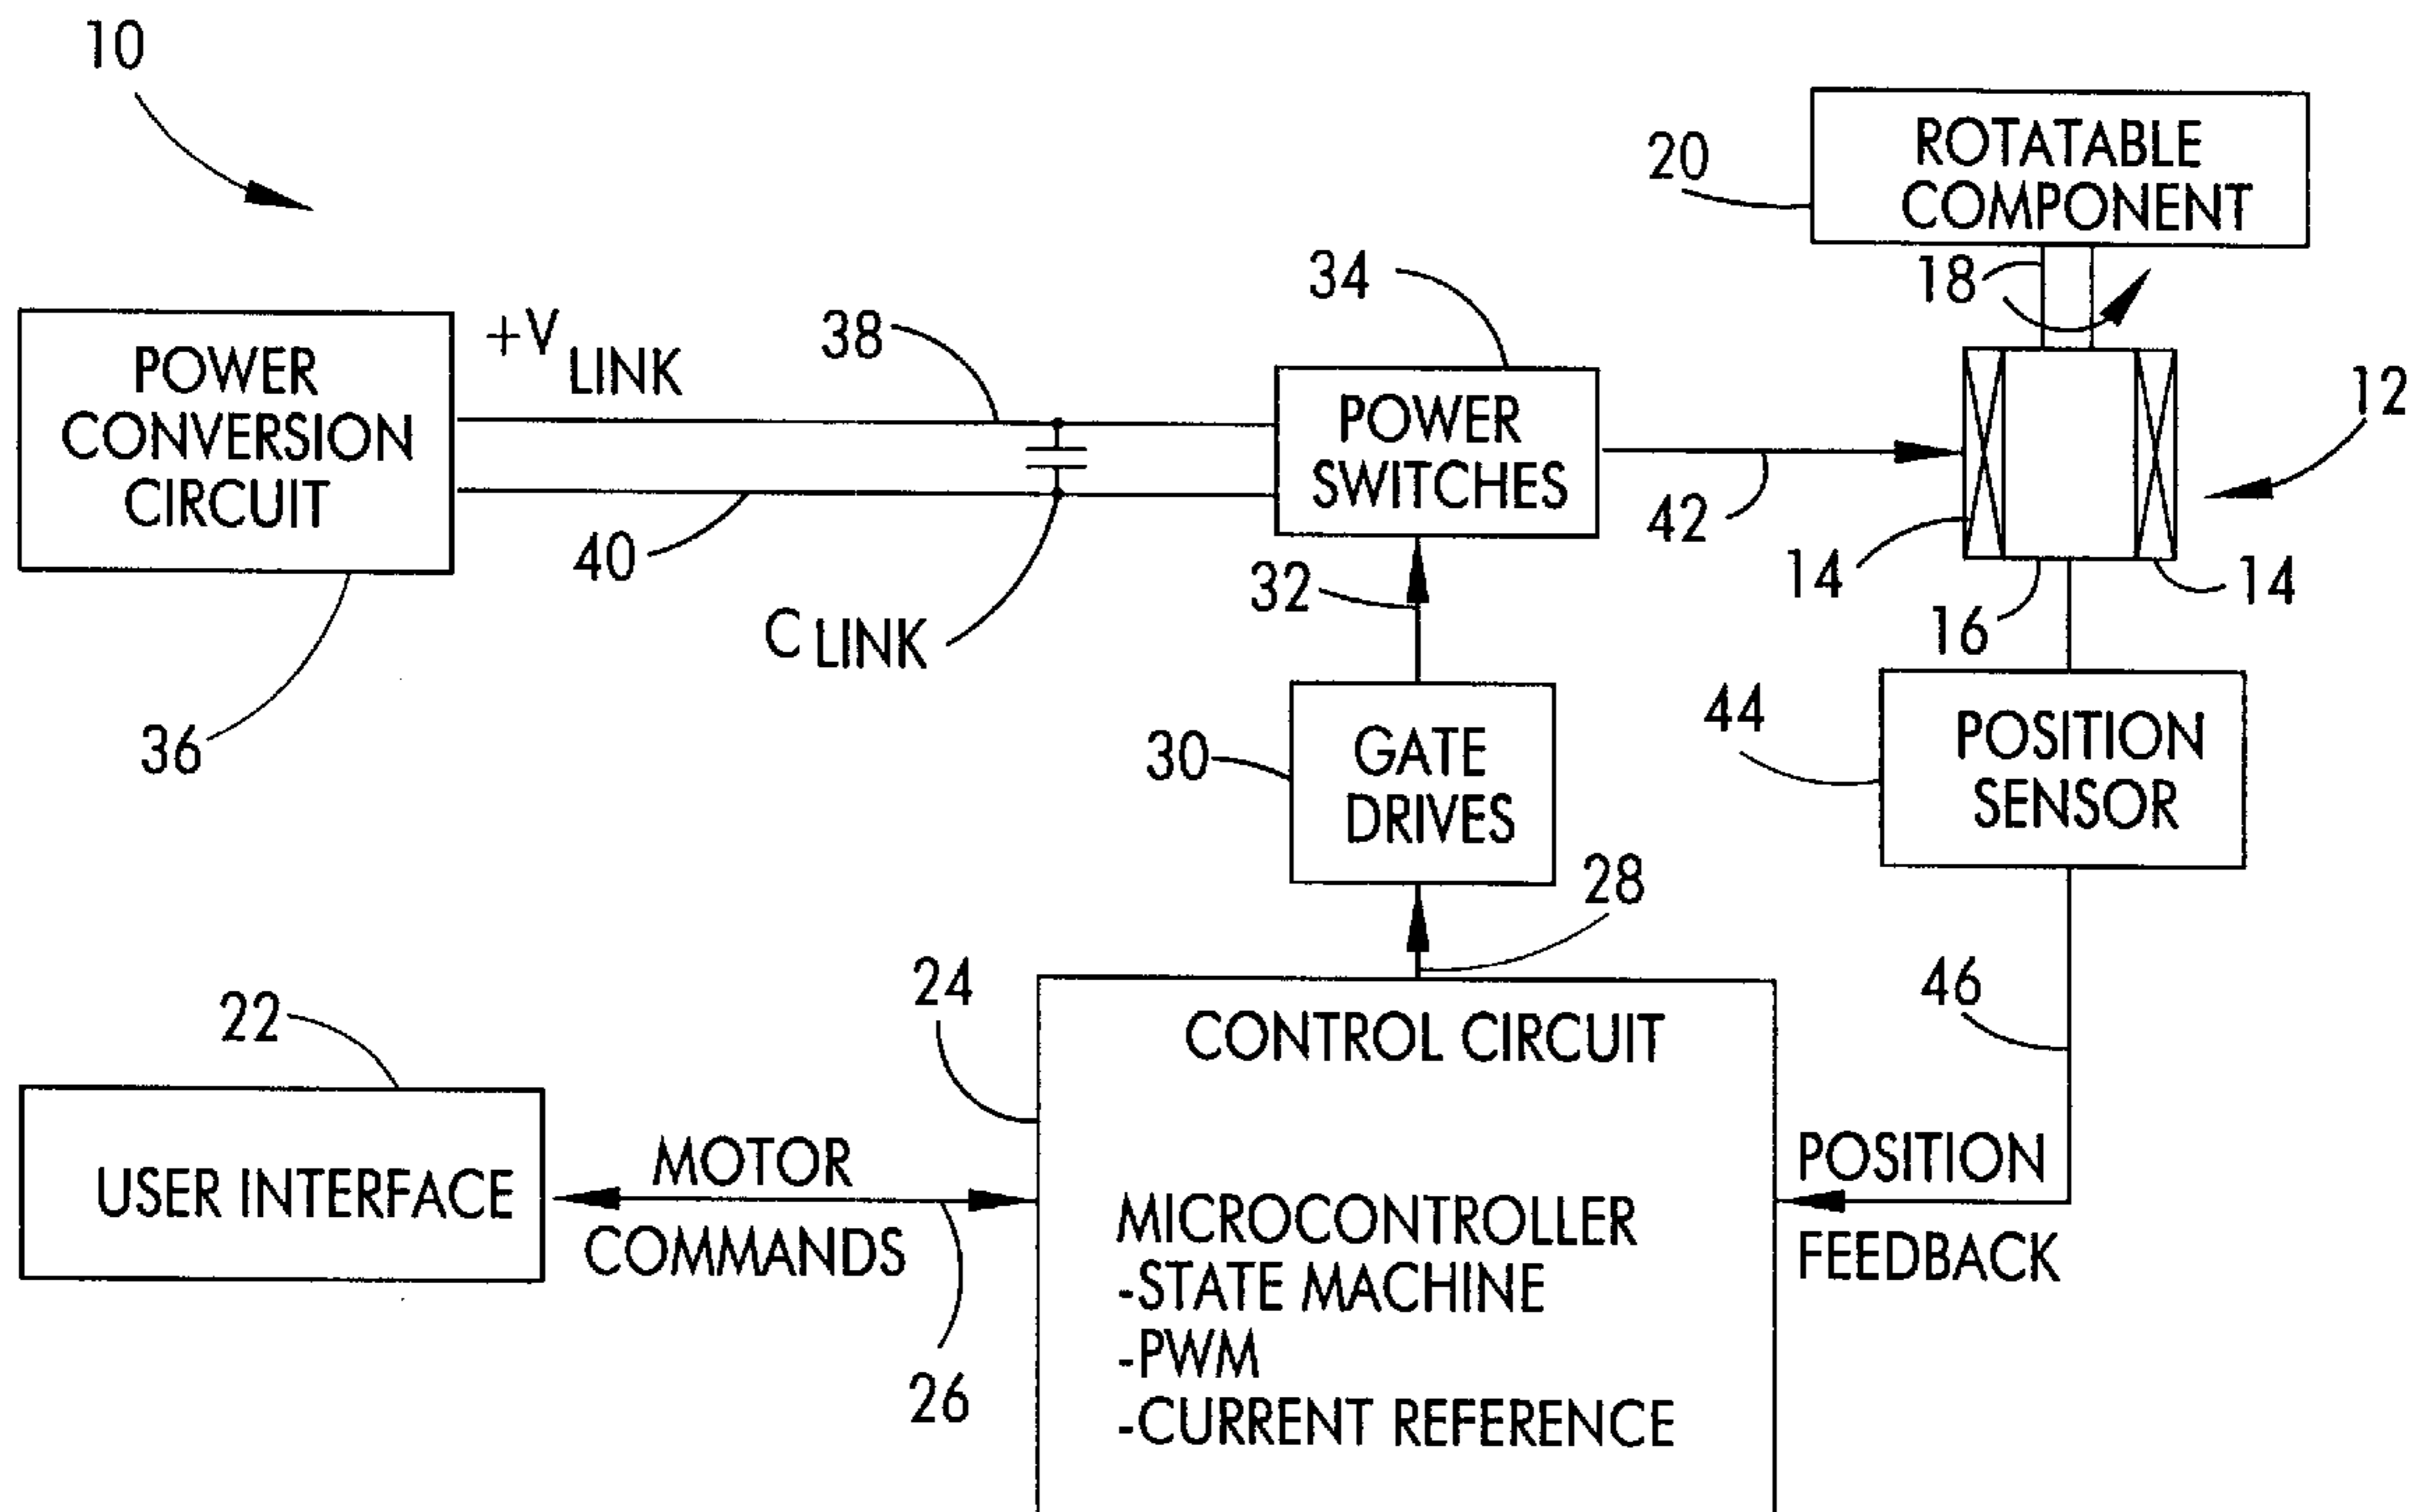 10
ROTATABLE
COMPONENT
20
18
34
+V LINK
38
POWER
CONVERSION
CIRCUIT
POWER
SWITCHES
12
40
42
14
14
32
16
C LINK
36
30
GATE
DRIVES
44
POSITION
SENSOR
28
24
46
22
CONTROL CIRCUIT
USER INTERFACE
MOTOR
COMMANDS
POSITION
FEEDBACK
MICROCONTROLLER
-STATE MACHINE
-PWM
-CURRENT REFERENCE
26